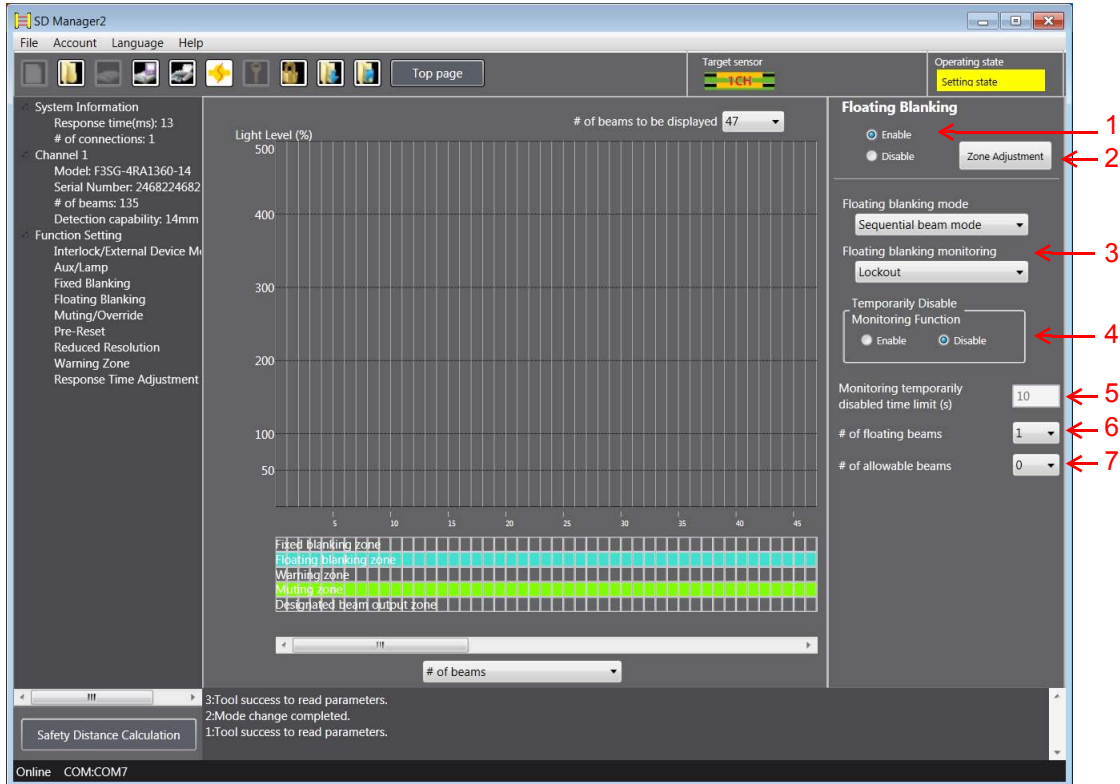 SD Manager2
File Account Language Help
Top page
Target sensor
1CH
Operating state
Setting state
System Information
Response time(ms): 13
# of connections: 1
Channel 1
Model: F3SG-4RA1360-14
Serial Number: 2468224682
# of beams: 135
Detection capability: 14mm
Function Setting
Interlock/External Device M
Aux/Lamp
Fixed Blanking
Floating Blanking
Muting/Override
Pre-Reset
Reduced Resolution
Warning Zone
Response Time Adjustment
# of beams to be displayed 47
Light Level (%)
500
400
300
200
100
50
5 10 15 20 25 30 35 40 45
Fixed blanking zone
Floating blanking zone
Warning zone
Muting zone
Designated beam output zone
# of beams
Floating Blanking
Enable
1
Disable
Zone Adjustment
2
Floating blanking mode
Sequential beam mode
Floating blanking monitoring
3
Lockout
Temporarily Disable
Monitoring Function
Enable Disable
4
Monitoring temporarily
disabled time limit (s)
10
5
# of floating beams
1
6
# of allowable beams
0
7
3:Tool success to read parameters.
2:Mode change completed.
1:Tool success to read parameters.
Safety Distance Calculation
Online COM:COM7